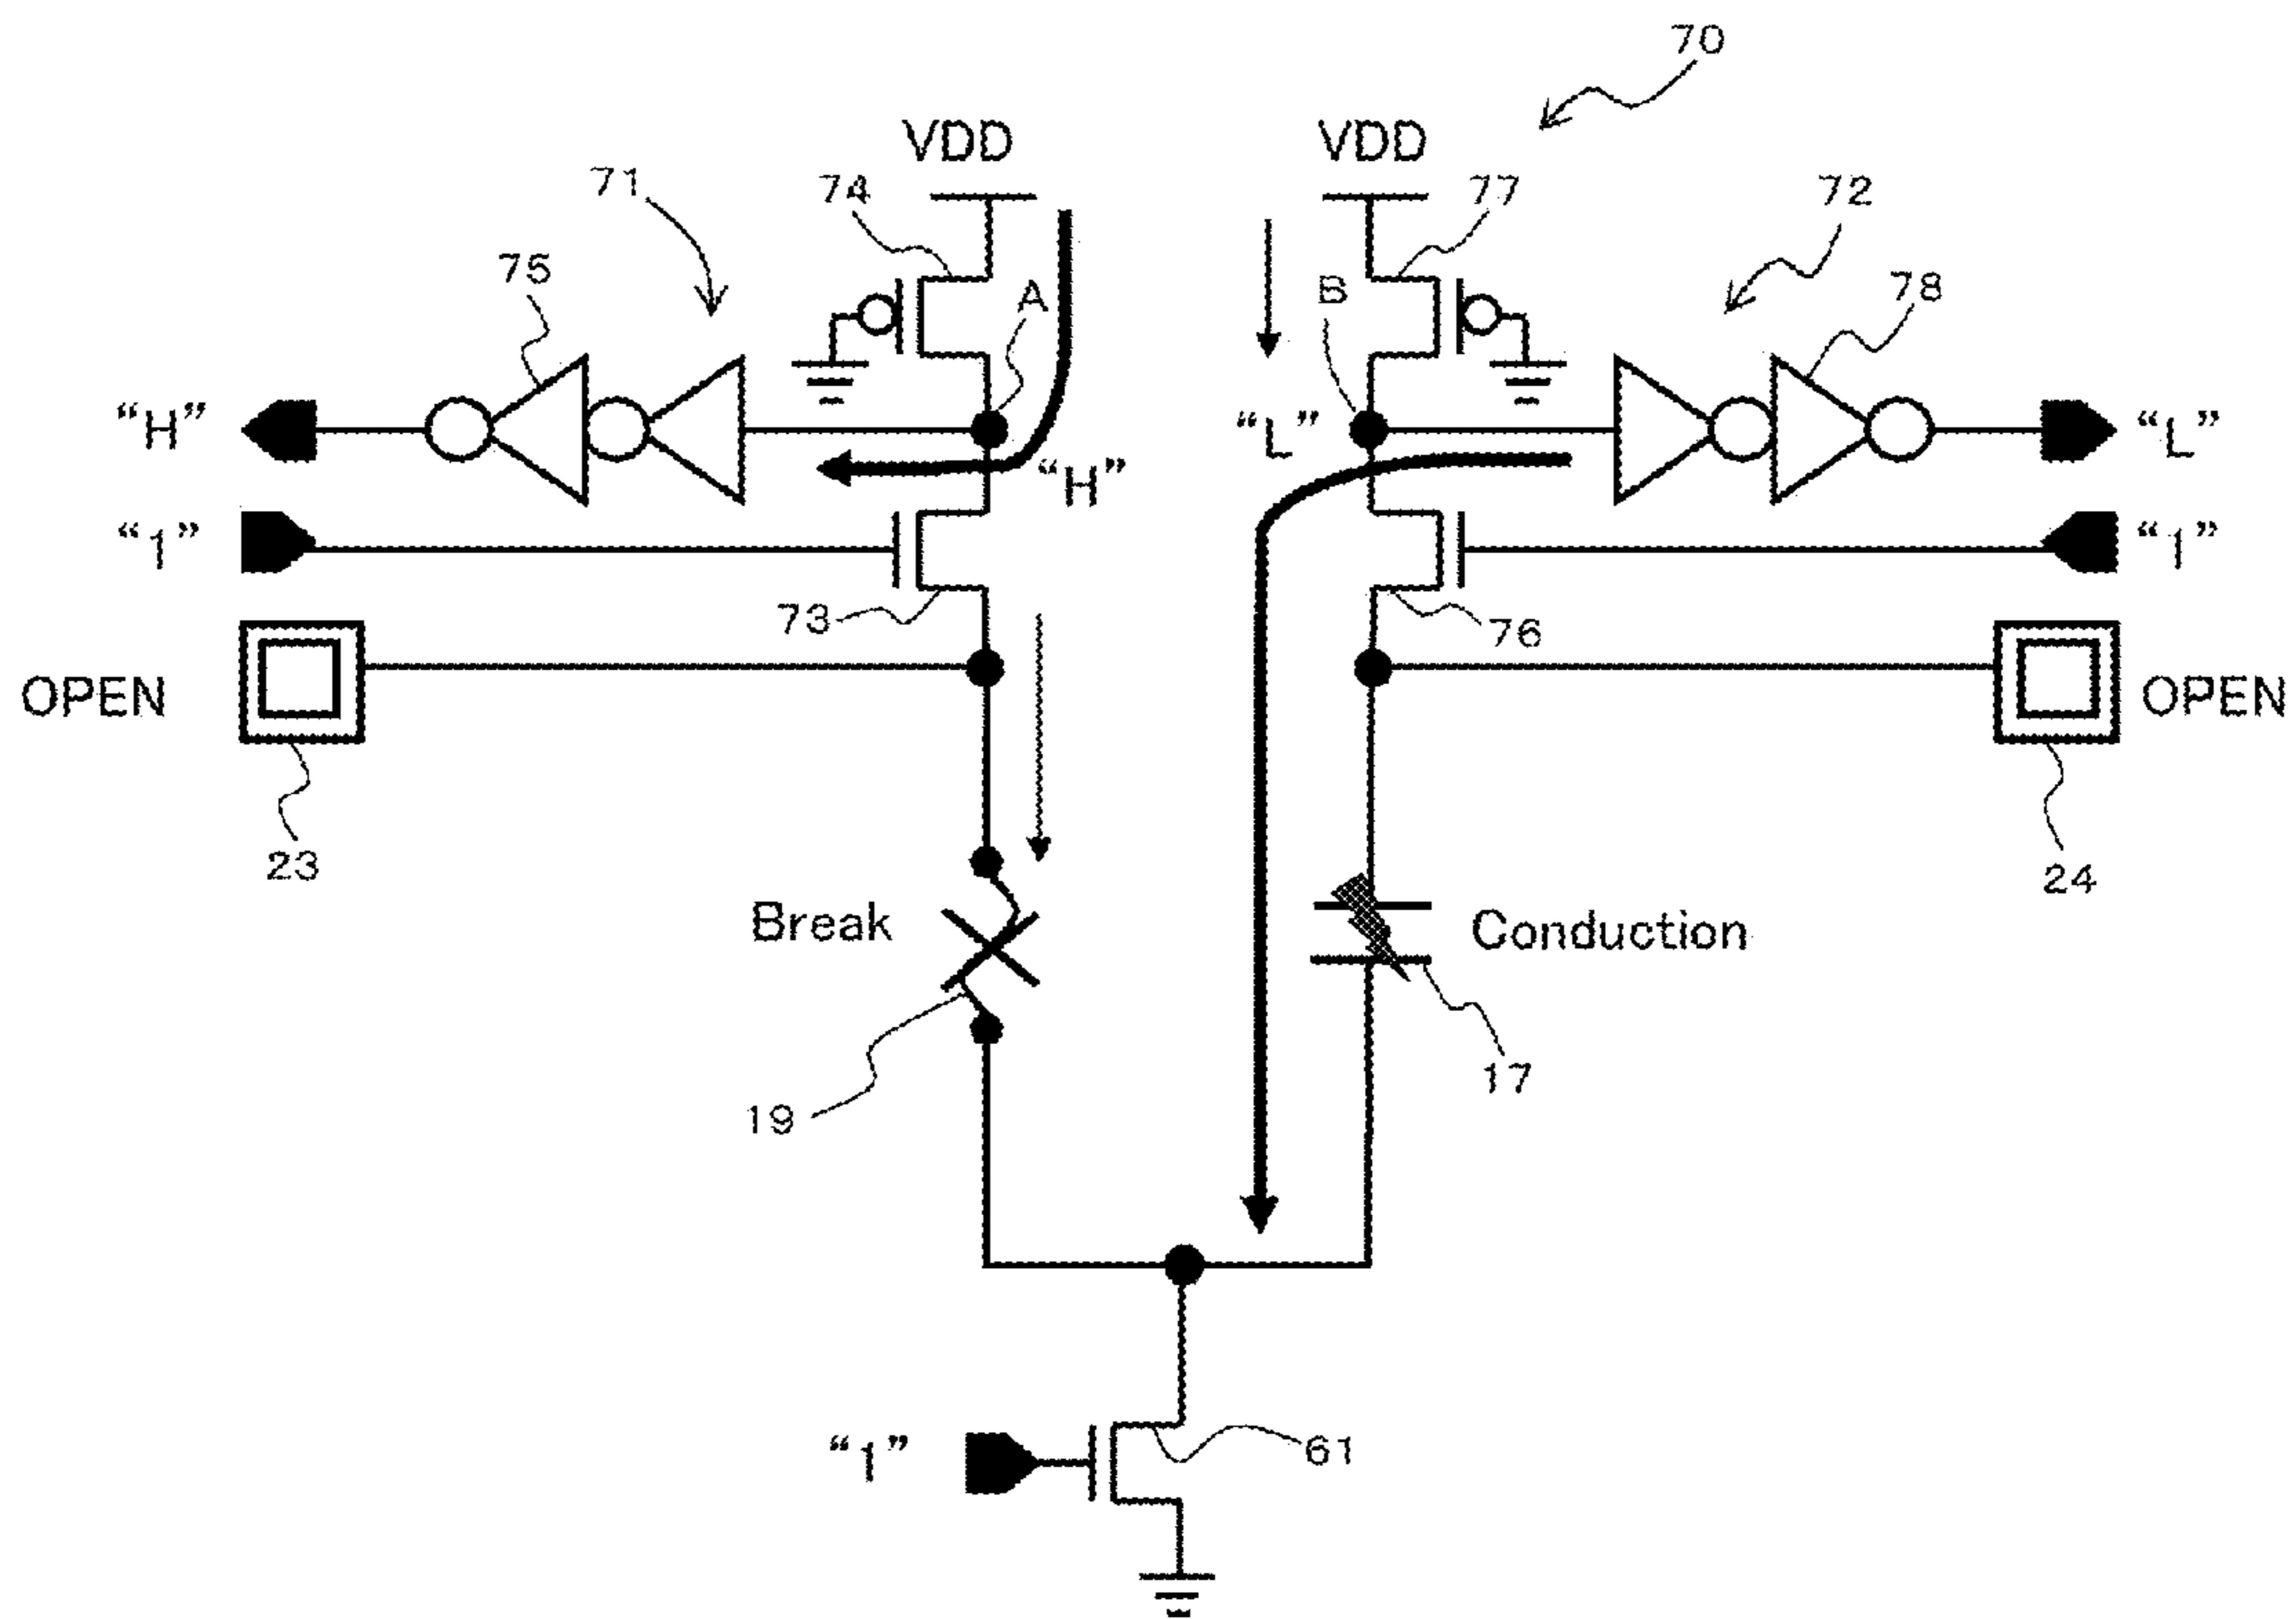 70
VDD
VDD
71
74
77
72
75
A
B
78
“H”
“L”
“L”
“H”
“1”
“1”
73
76
OPEN
OPEN
23
24
Break
Conduction
19
17
“1”
61